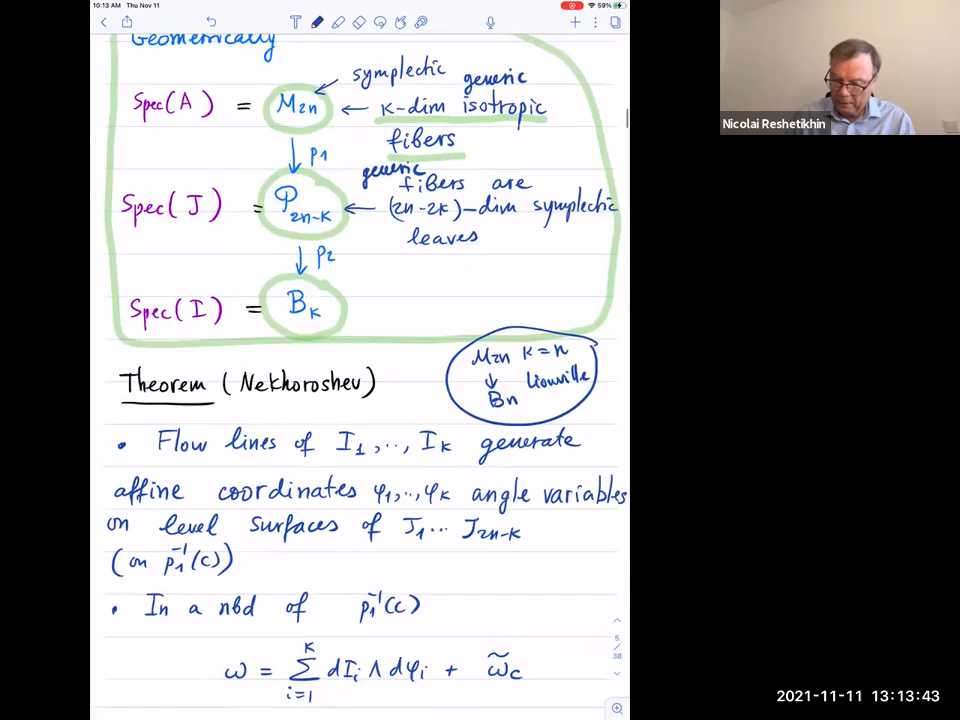 10:13 AM Thu Nov 11
59%
Geometrically
symplectic
Spec(A) = M2n ← k-dim isotropic
generic
fibers
↓ p1
generic
fibers are
Spec(J) = P2n-k ← (2n-2k)-dim symplectic
leaves
↓ p2
Spec(I) = Bk
M2n k=n
↓ Liouville
Bn
Theorem (Nekhoroshev)
• Flow lines of I1,..,Ik generate
affine coordinates φ1,..,φk angle variables
on level surfaces of J1... J2n-k
(on p1^-1(c))
• In a nbd of p1^-1(c)
ω = Σ_{i=1}^{k} dIi ∧ dφi + ω̃c
5
/
38
Nicolai Reshetikhin
2021-11-11 13:13:43